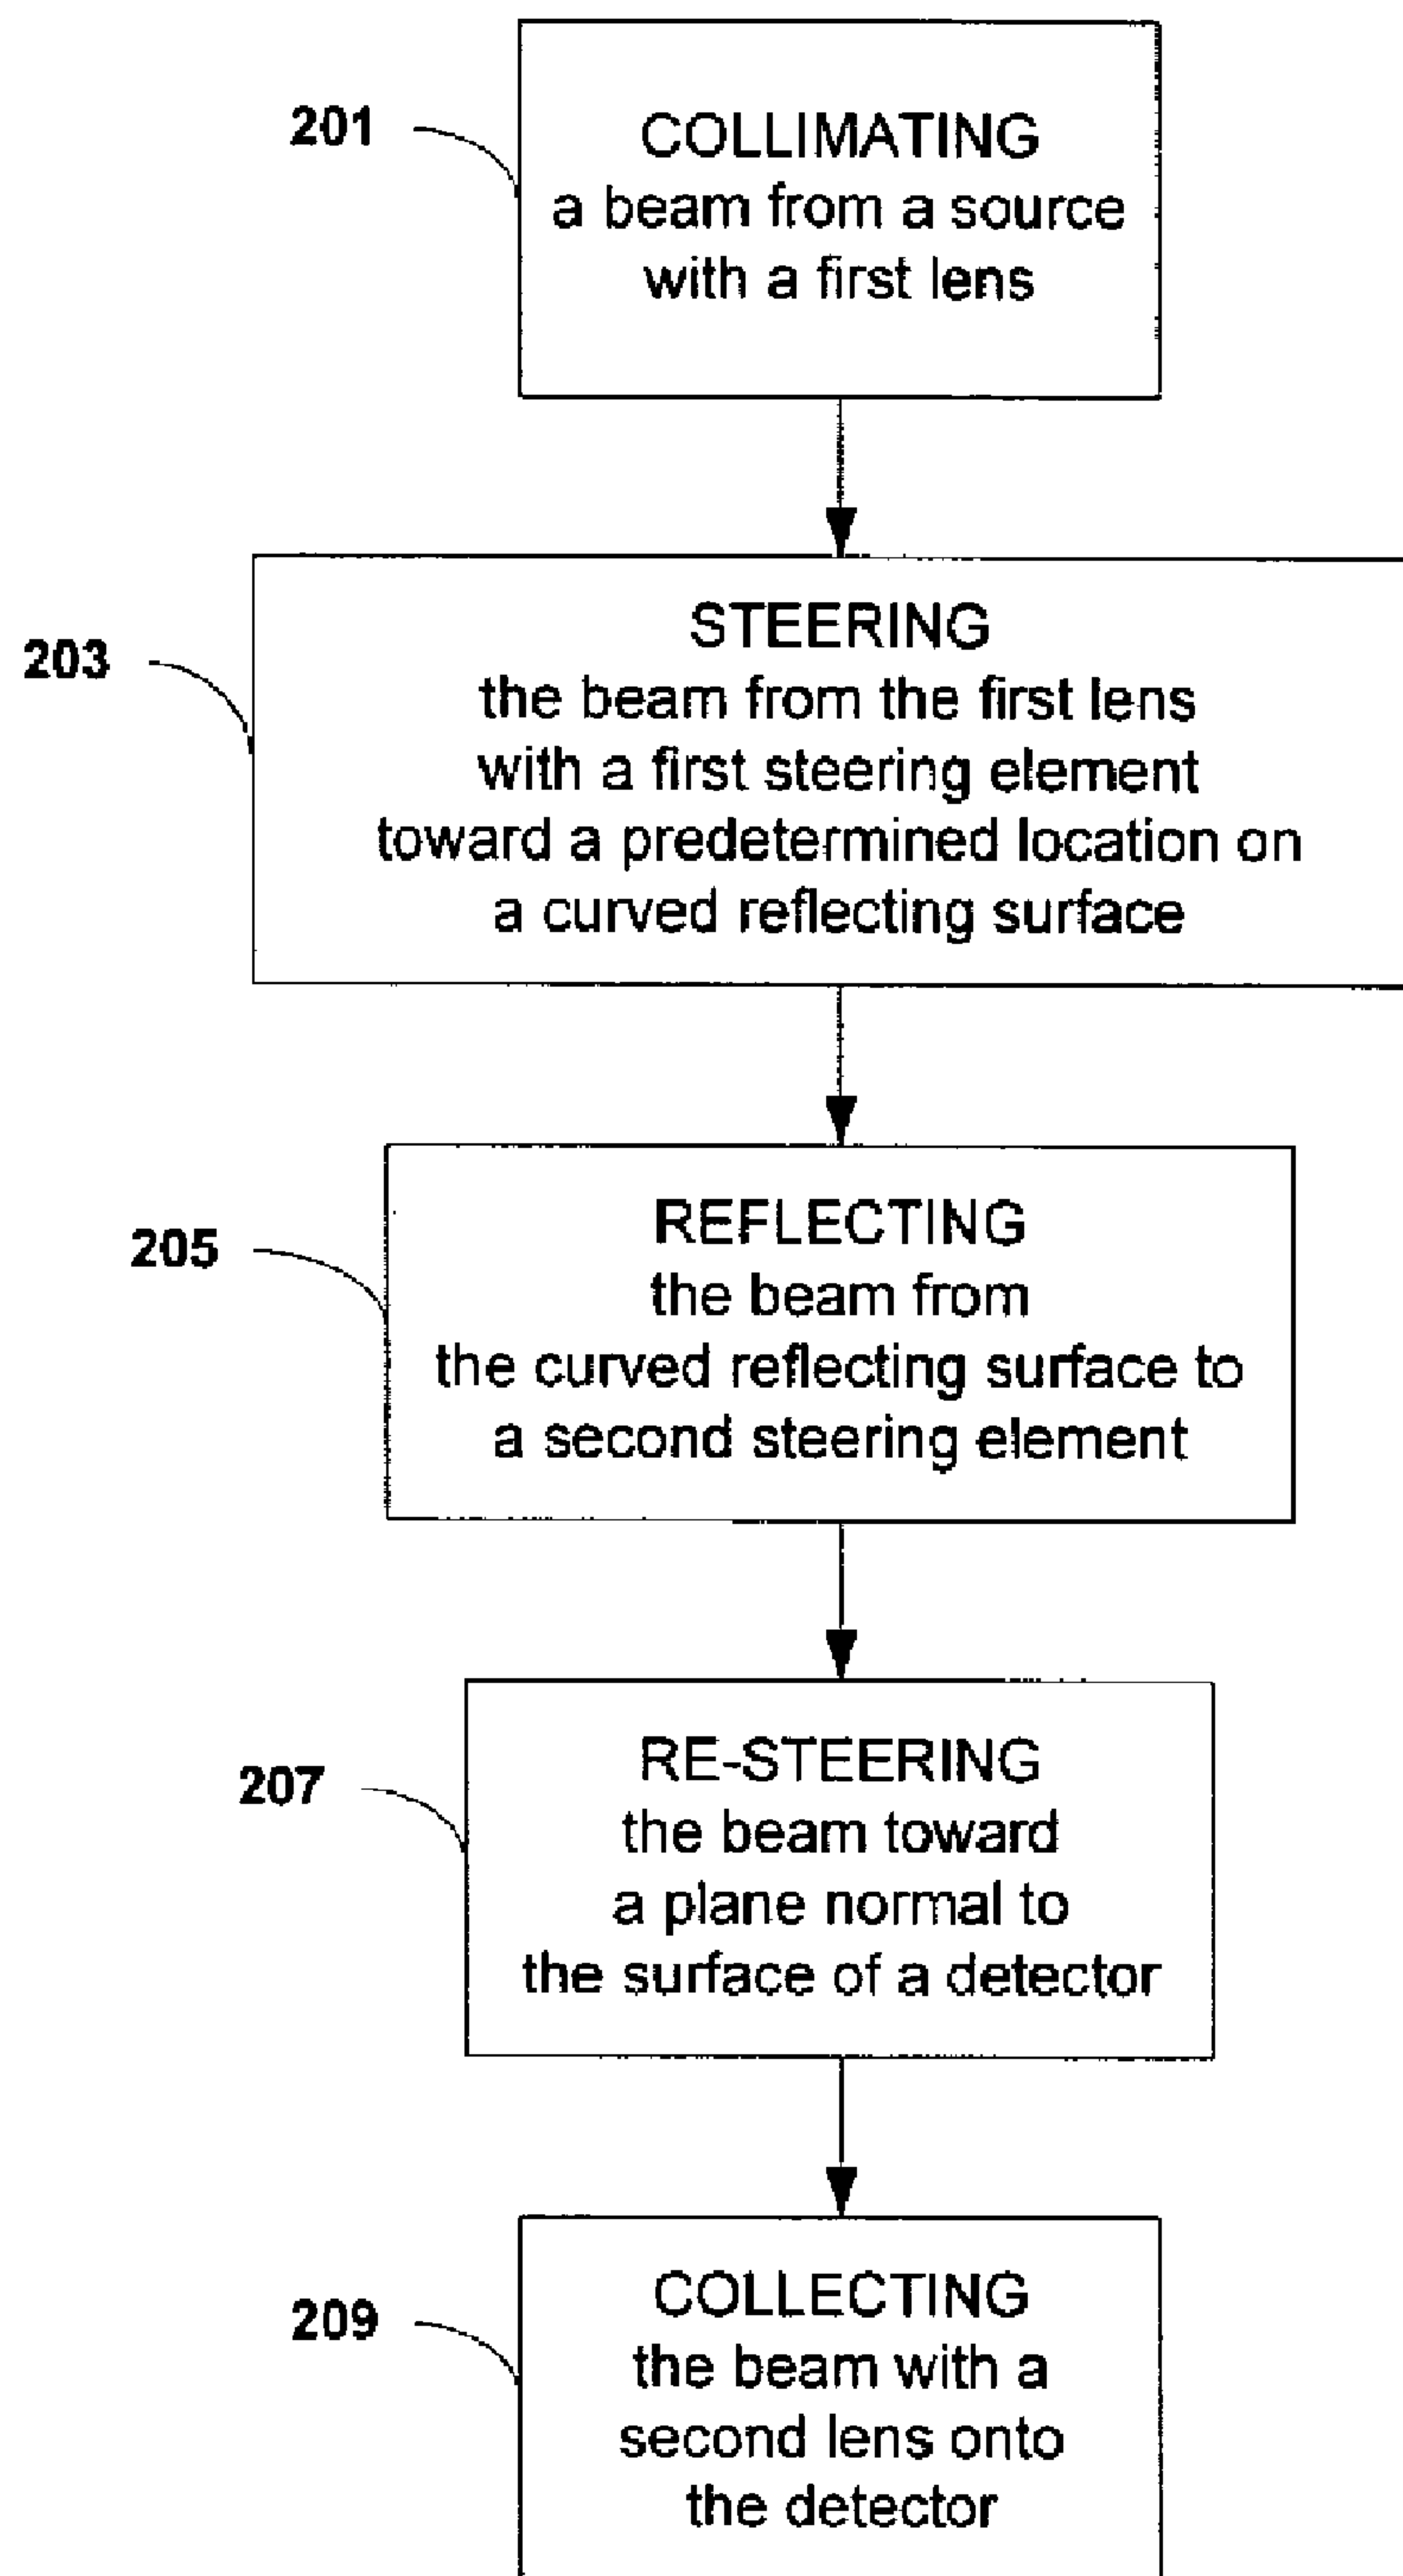 201
COLLIMATING
a beam from a source
with a first lens
203
STEERING
the beam from the first lens
with a first steering element
toward a predetermined location on
a curved reflecting surface
205
REFLECTING
the beam from
the curved reflecting surface to
a second steering element
207
RE-STEERING
the beam toward
a plane normal to
the surface of a detector
209
COLLECTING
the beam with a
second lens onto
the detector